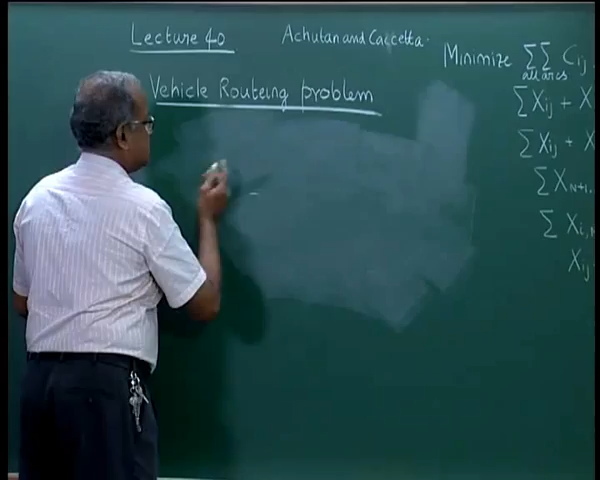 Lecture 40
Achutan and Caccetta.
Vehicle Routeing problem
Minimize ∑∑ Cij
all arcs
∑Xij + X
∑Xij + X
∑XN+1,
∑Xi,N
Xij